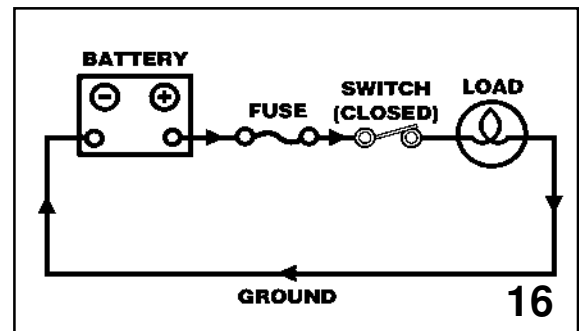 BATTERY
⊖ ⊕
FUSE
SWITCH
(CLOSED)
LOAD
GROUND
16